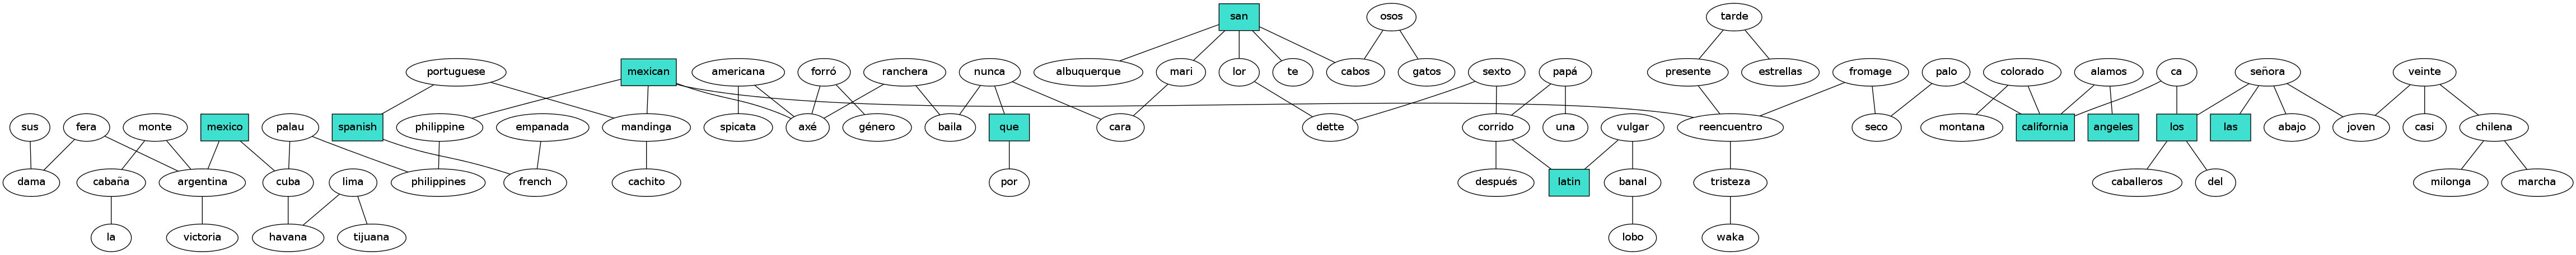 san
osos
tarde
portuguese
mexican
americana
forró
ranchera
nunca
albuquerque
mari
lor
te
cabos
gatos
sexto
papá
presente
estrellas
fromage
palo
colorado
alamos
ca
señora
veinte
sus
fera
monte
mexico
palau
spanish
philippine
empanada
mandinga
spicata
axé
género
baila
que
cara
dette
corrido
una
vulgar
reencuentro
seco
montana
california
angeles
los
las
abajo
joven
casi
chilena
dama
cabaña
argentina
cuba
lima
philippines
french
cachito
por
después
latin
banal
tristeza
caballeros
del
milonga
marcha
la
victoria
havana
tijuana
lobo
waka